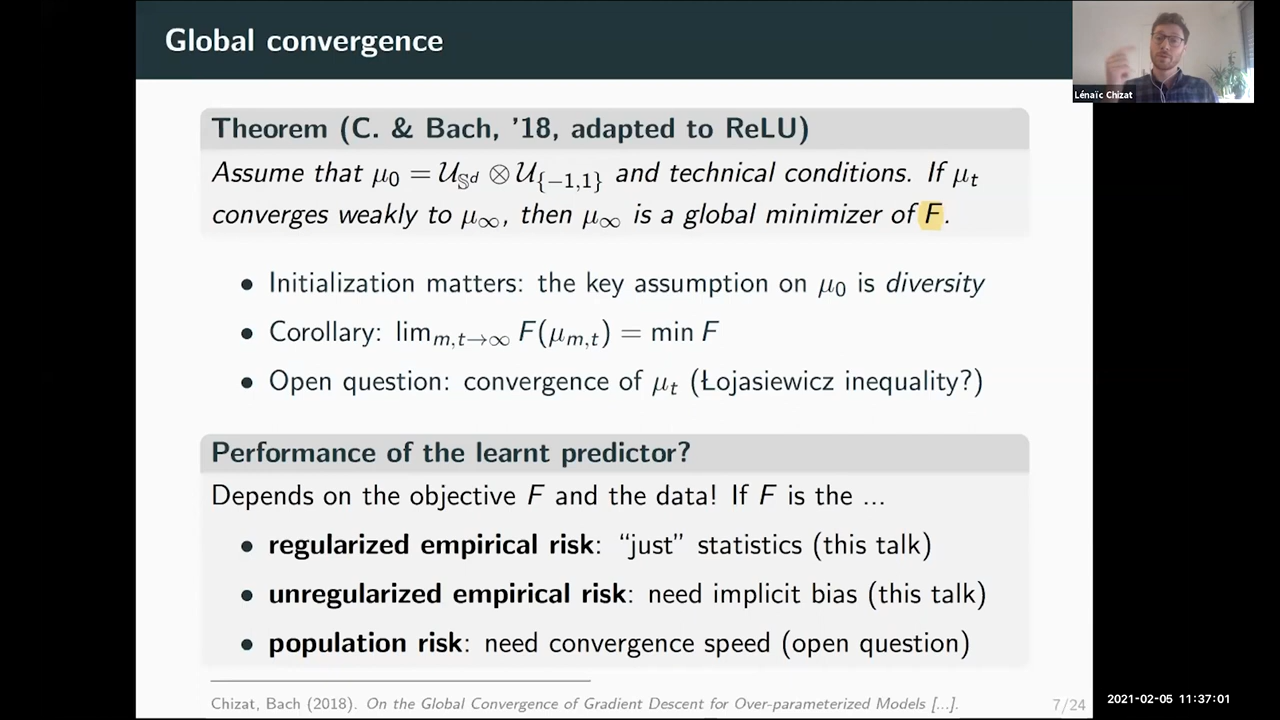 Global convergence
Lénaïc Chizat
Theorem (C. & Bach, '18, adapted to ReLU)
Assume that μ₀ = 𝒰_{𝕊^d} ⊗ 𝒰_{{−1,1}} and technical conditions. If μ_t
converges weakly to μ_∞, then μ_∞ is a global minimizer of F.
• Initialization matters: the key assumption on μ₀ is diversity
• Corollary: lim_{m,t→∞} F(μ_{m,t}) = min F
• Open question: convergence of μ_t (Łojasiewicz inequality?)
Performance of the learnt predictor?
Depends on the objective F and the data! If F is the ...
• regularized empirical risk: “just” statistics (this talk)
• unregularized empirical risk: need implicit bias (this talk)
• population risk: need convergence speed (open question)
Chizat, Bach (2018). On the Global Convergence of Gradient Descent for Over-parameterized Models [...].
7/24
2021-02-05 11:37:01